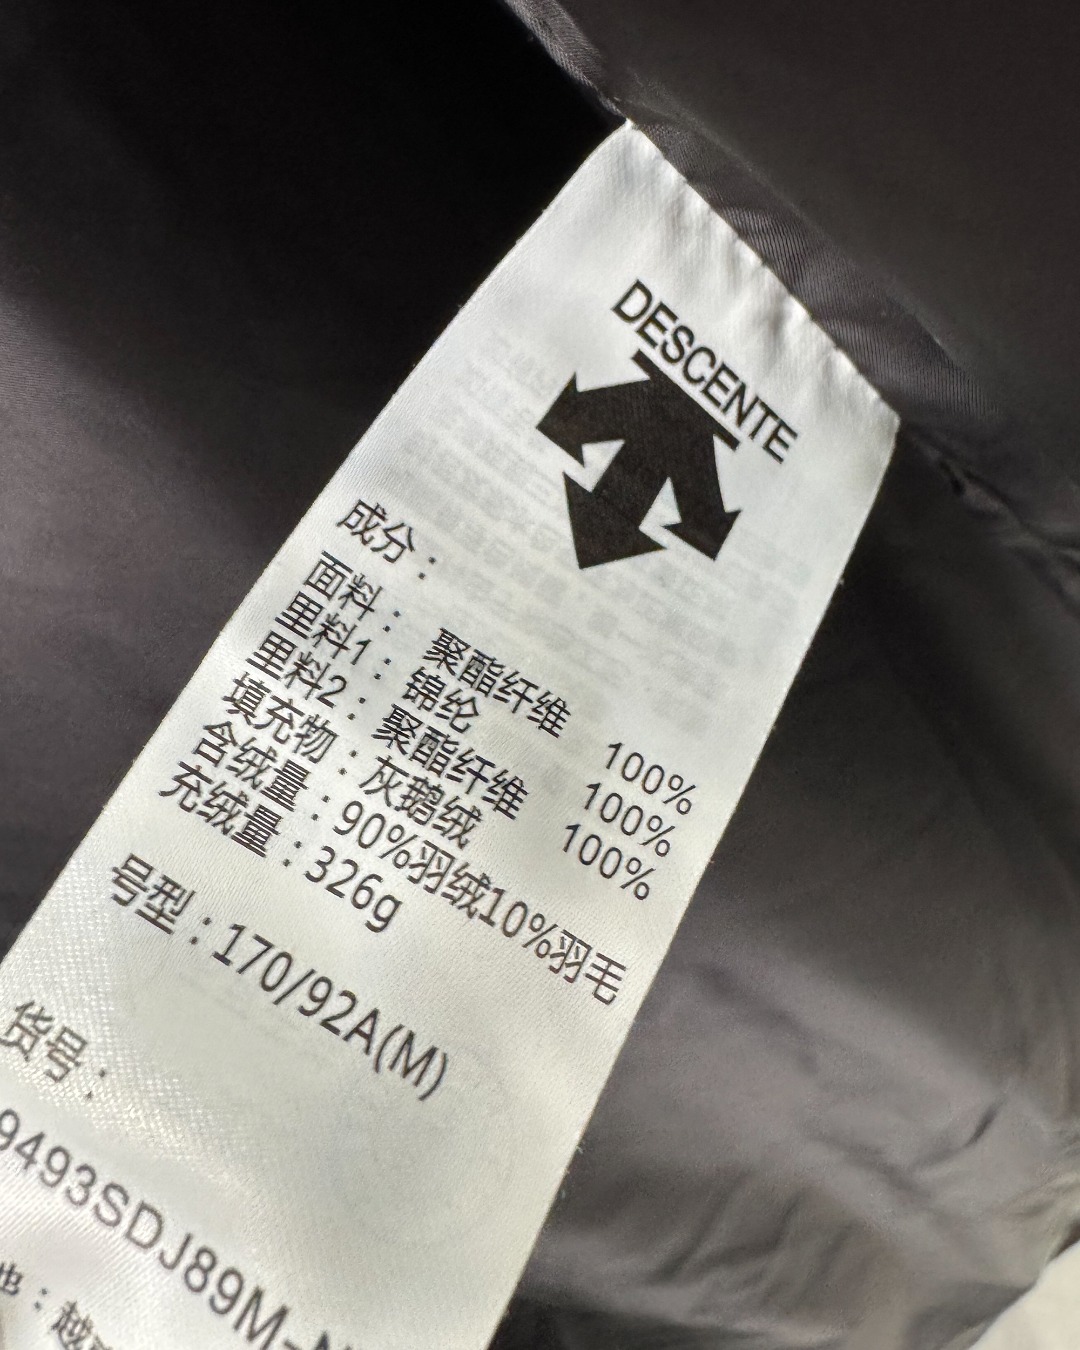 DESCENTE
成分：
面料： 聚酯纤维 100%
里料1： 锦纶 100%
里料2： 聚酯纤维 100%
填充物：灰鹅绒
含绒量：90%羽绒10%羽毛
充绒量：326g
号型：170/92A(M)
货号：
9493SDJ89M-